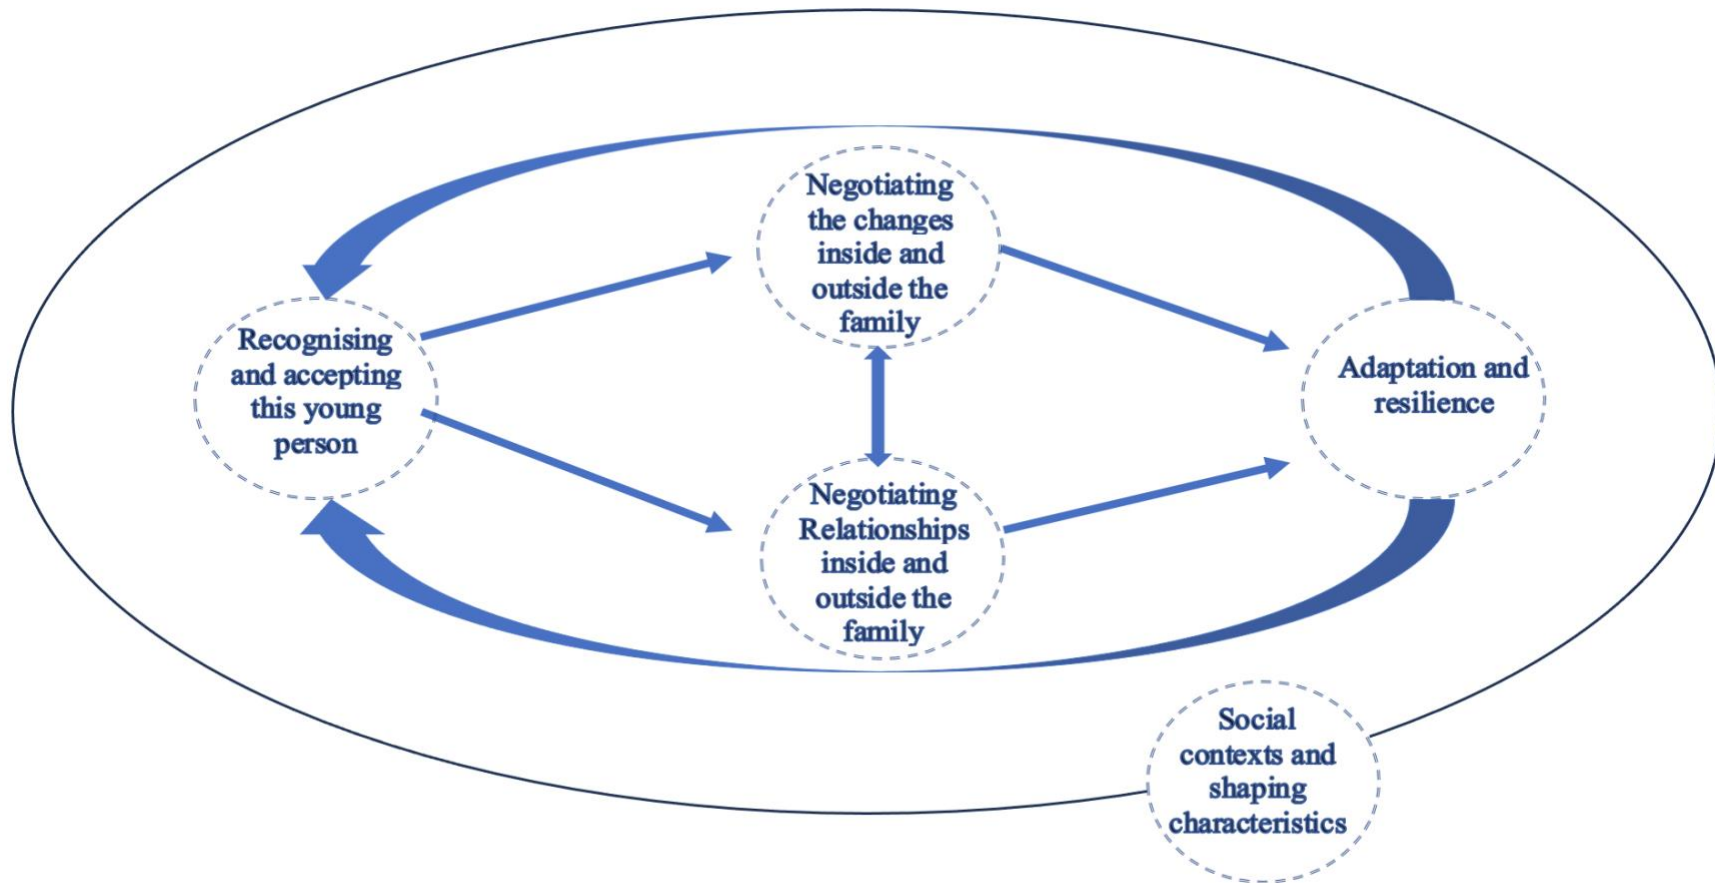 Negotiating
the changes
inside and
outside the
family
Recognising
and accepting
this young
person
Adaptation and
resilience
Negotiating
Relationships
inside and
outside the
family
Social
contexts and
shaping
characteristics